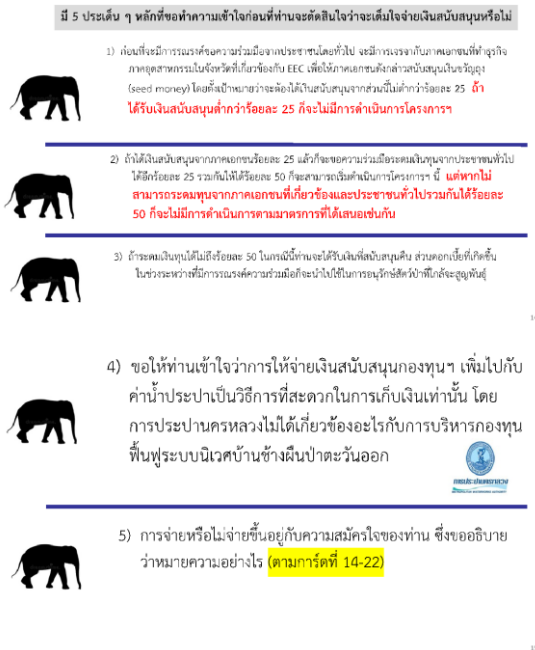 มี 5 ประเด็น ๆ หลักที่ขอทำความเข้าใจก่อนที่ท่านจะตัดสินใจว่าจะเต็มใจจ่ายเงินสนับสนุนหรือไม่
1) ก่อนที่จะมีการรณรงค์ขอความร่วมมือจากประชาชนโดยทั่วไป จะมีการเจรจากับภาคเอกชนที่ทำธุรกิจ
ภาคอุตสาหกรรมในจังหวัดที่เกี่ยวข้องกับ EEC เพื่อให้ภาคเอกชนดังกล่าวสนับสนุนเงินขวัญถุง
(seed money) โดยตั้งเป้าหมายว่าจะต้องได้เงินสนับสนุนจากส่วนนี้ไม่ต่ำกว่าร้อยละ 25 ถ้า
ได้รับเงินสนับสนุนต่ำกว่าร้อยละ 25 ก็จะไม่มีการดำเนินการโครงการฯ
2) ถ้าได้เงินสนับสนุนจากภาคเอกชนร้อยละ 25 แล้วก็จะขอความร่วมมือระดมเงินทุนจากประชาชนทั่วไป
ให้อีกร้อยละ 25 รวมกันให้ได้ร้อยละ 50 ก็จะสามารถเริ่มดำเนินการโครงการฯ นี้ แต่หากไม่
สามารถระดมทุนจากภาคเอกชนที่เกี่ยวข้องและประชาชนทั่วไปรวมกันได้ร้อยละ
50 ก็จะไม่มีการดำเนินการตามมาตรการที่ได้เสนอเช่นกัน
3) ถ้าระดมเงินทุนได้ไม่ถึงร้อยละ 50 ในกรณีนี้ท่านจะได้รับเงินที่สนับสนุนคืน ส่วนดอกเบี้ยที่เกิดขึ้น
ในช่วงระหว่างที่มีการรณรงค์ความร่วมมือก็จะนำไปใช้ในการอนุรักษ์สัตว์ป่าที่ใกล้จะสูญพันธุ์
4) ขอให้ท่านเข้าใจว่าการให้จ่ายเงินสนับสนุนกองทุนฯ เพิ่มไปกับ
ค่าน้ำประปาเป็นวิธีการที่สะดวกในการเก็บเงินเท่านั้น โดย
การประปานครหลวงไม่ได้เกี่ยวข้องอะไรกับการบริหารกองทุน
ฟื้นฟูระบบนิเวศบ้านช้างผืนป่าตะวันออก
การประปานครหลวง
5) การจ่ายหรือไม่จ่ายขึ้นอยู่กับความสมัครใจของท่าน ซึ่งขออธิบาย
ว่าหมายความอย่างไร (ตามการ์ดที่ 14-22)